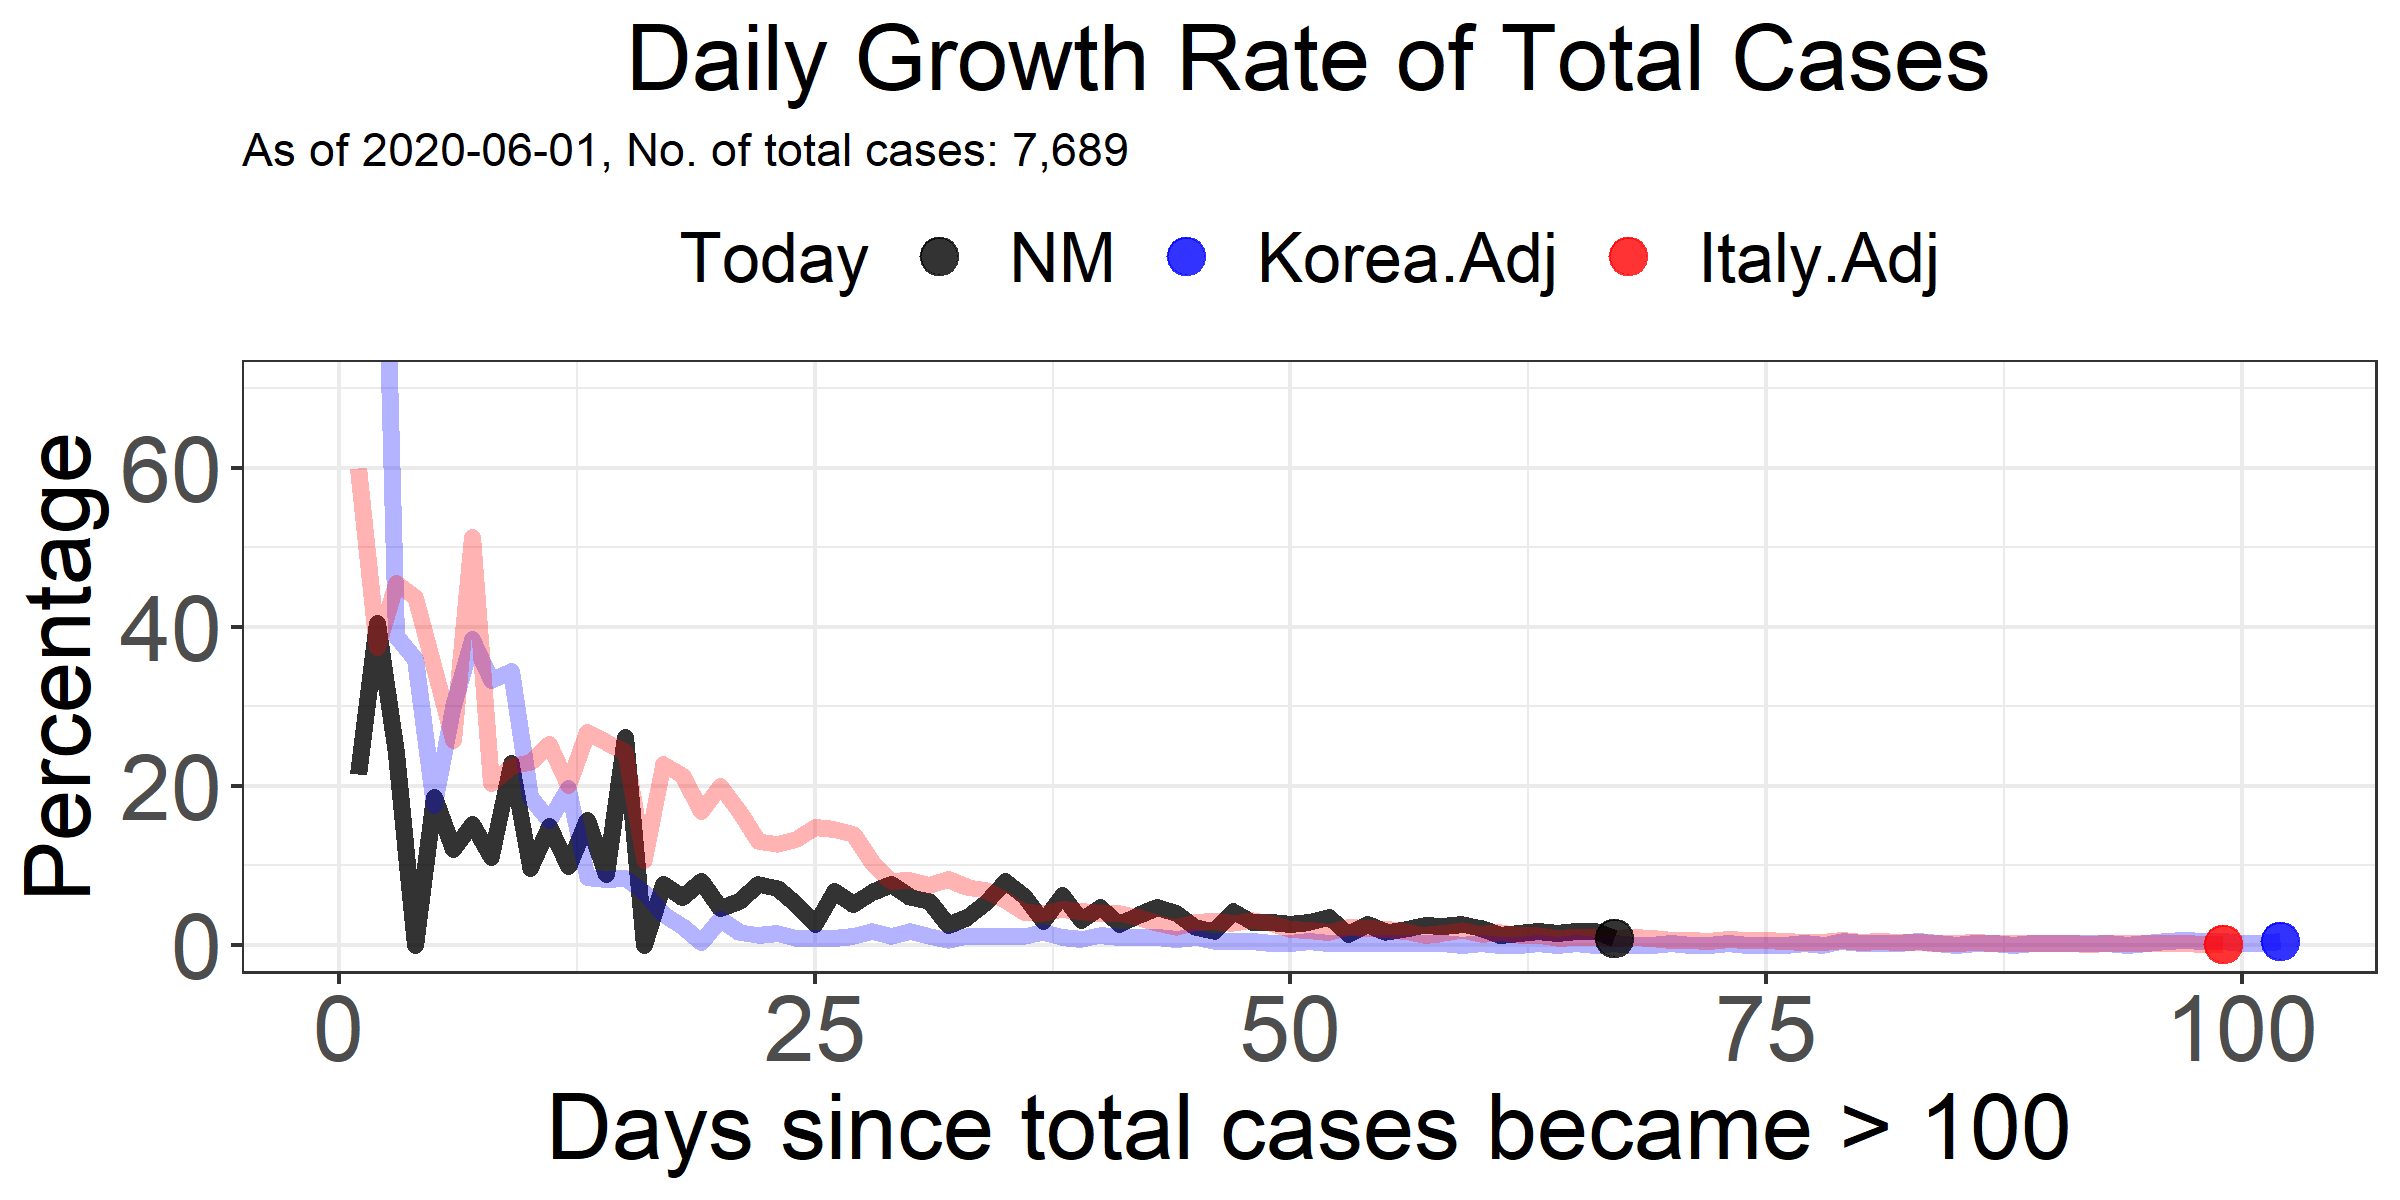 Daily Growth Rate of Total Cases
As of 2020-06-01, No. of total cases: 7,689
Today NM Korea.Adj Italy.Adj
Percentage
60
40
20
0
0 25 50 75 100
Days since total cases became > 100